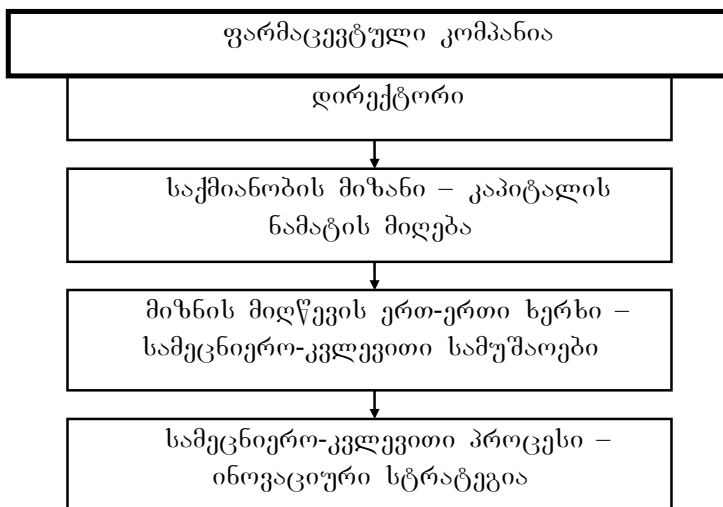 ფარმაცევტული კომპანია
დირექტორი
საქმიანობის მიზანი – კაპიტალის
ნამატის მიღება
მიზნის მიღწევის ერთ-ერთი ხერხი –
სამეცნიერო-კვლევითი სამუშაოები
სამეცნიერო-კვლევითი პროცესი –
ინოვაციური სტრატეგია